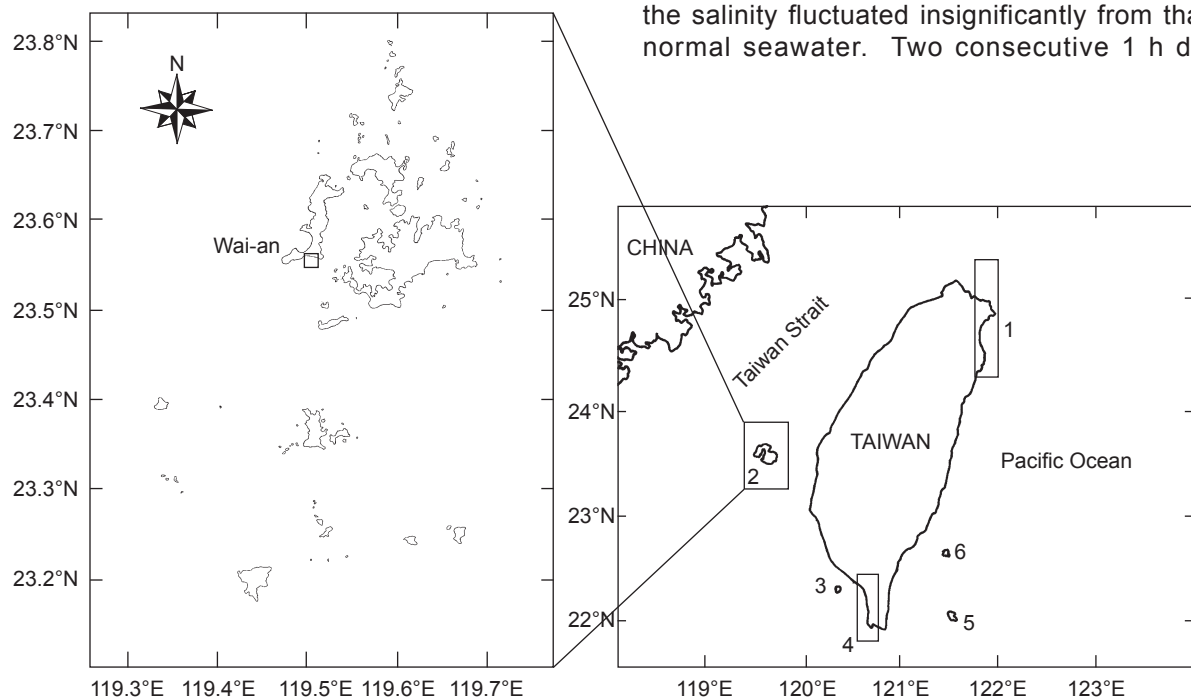 the salinity fluctuated insignificantly from tha
normal seawater. Two consecutive 1 h d
23.8°N
N
23.7°N
23.6°N
Wai-an
23.5°N
23.4°N
23.3°N
23.2°N
119.3°E 119.4°E 119.5°E 119.6°E 119.7°E
CHINA
25°N
1
Taiwan Strait
24°N
TAIWAN
Pacific Ocean
2
23°N
6
3
22°N
5
4
119°E 120°E 121°E 122°E 123°E